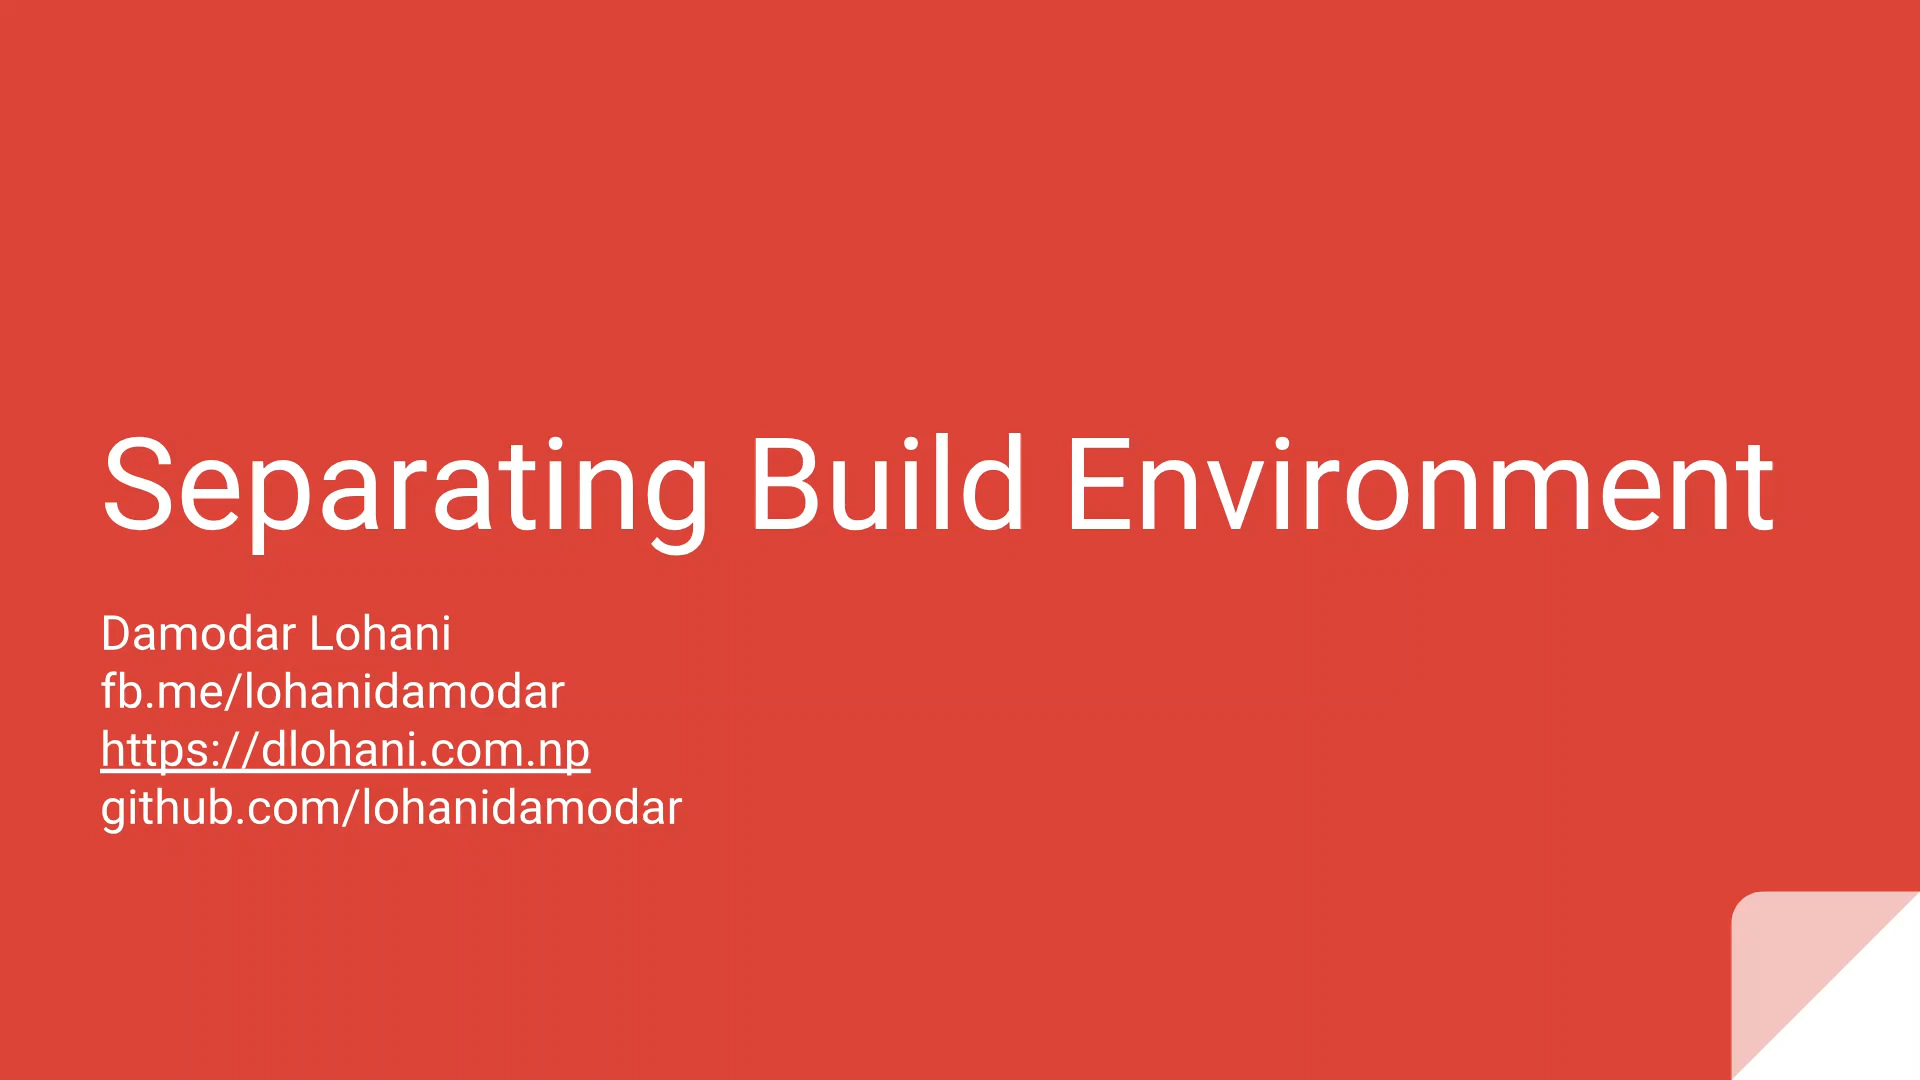 Separating Build Environment
Damodar Lohani
fb.me/lohanidamodar
https://dlohani.com.np
github.com/lohanidamodar